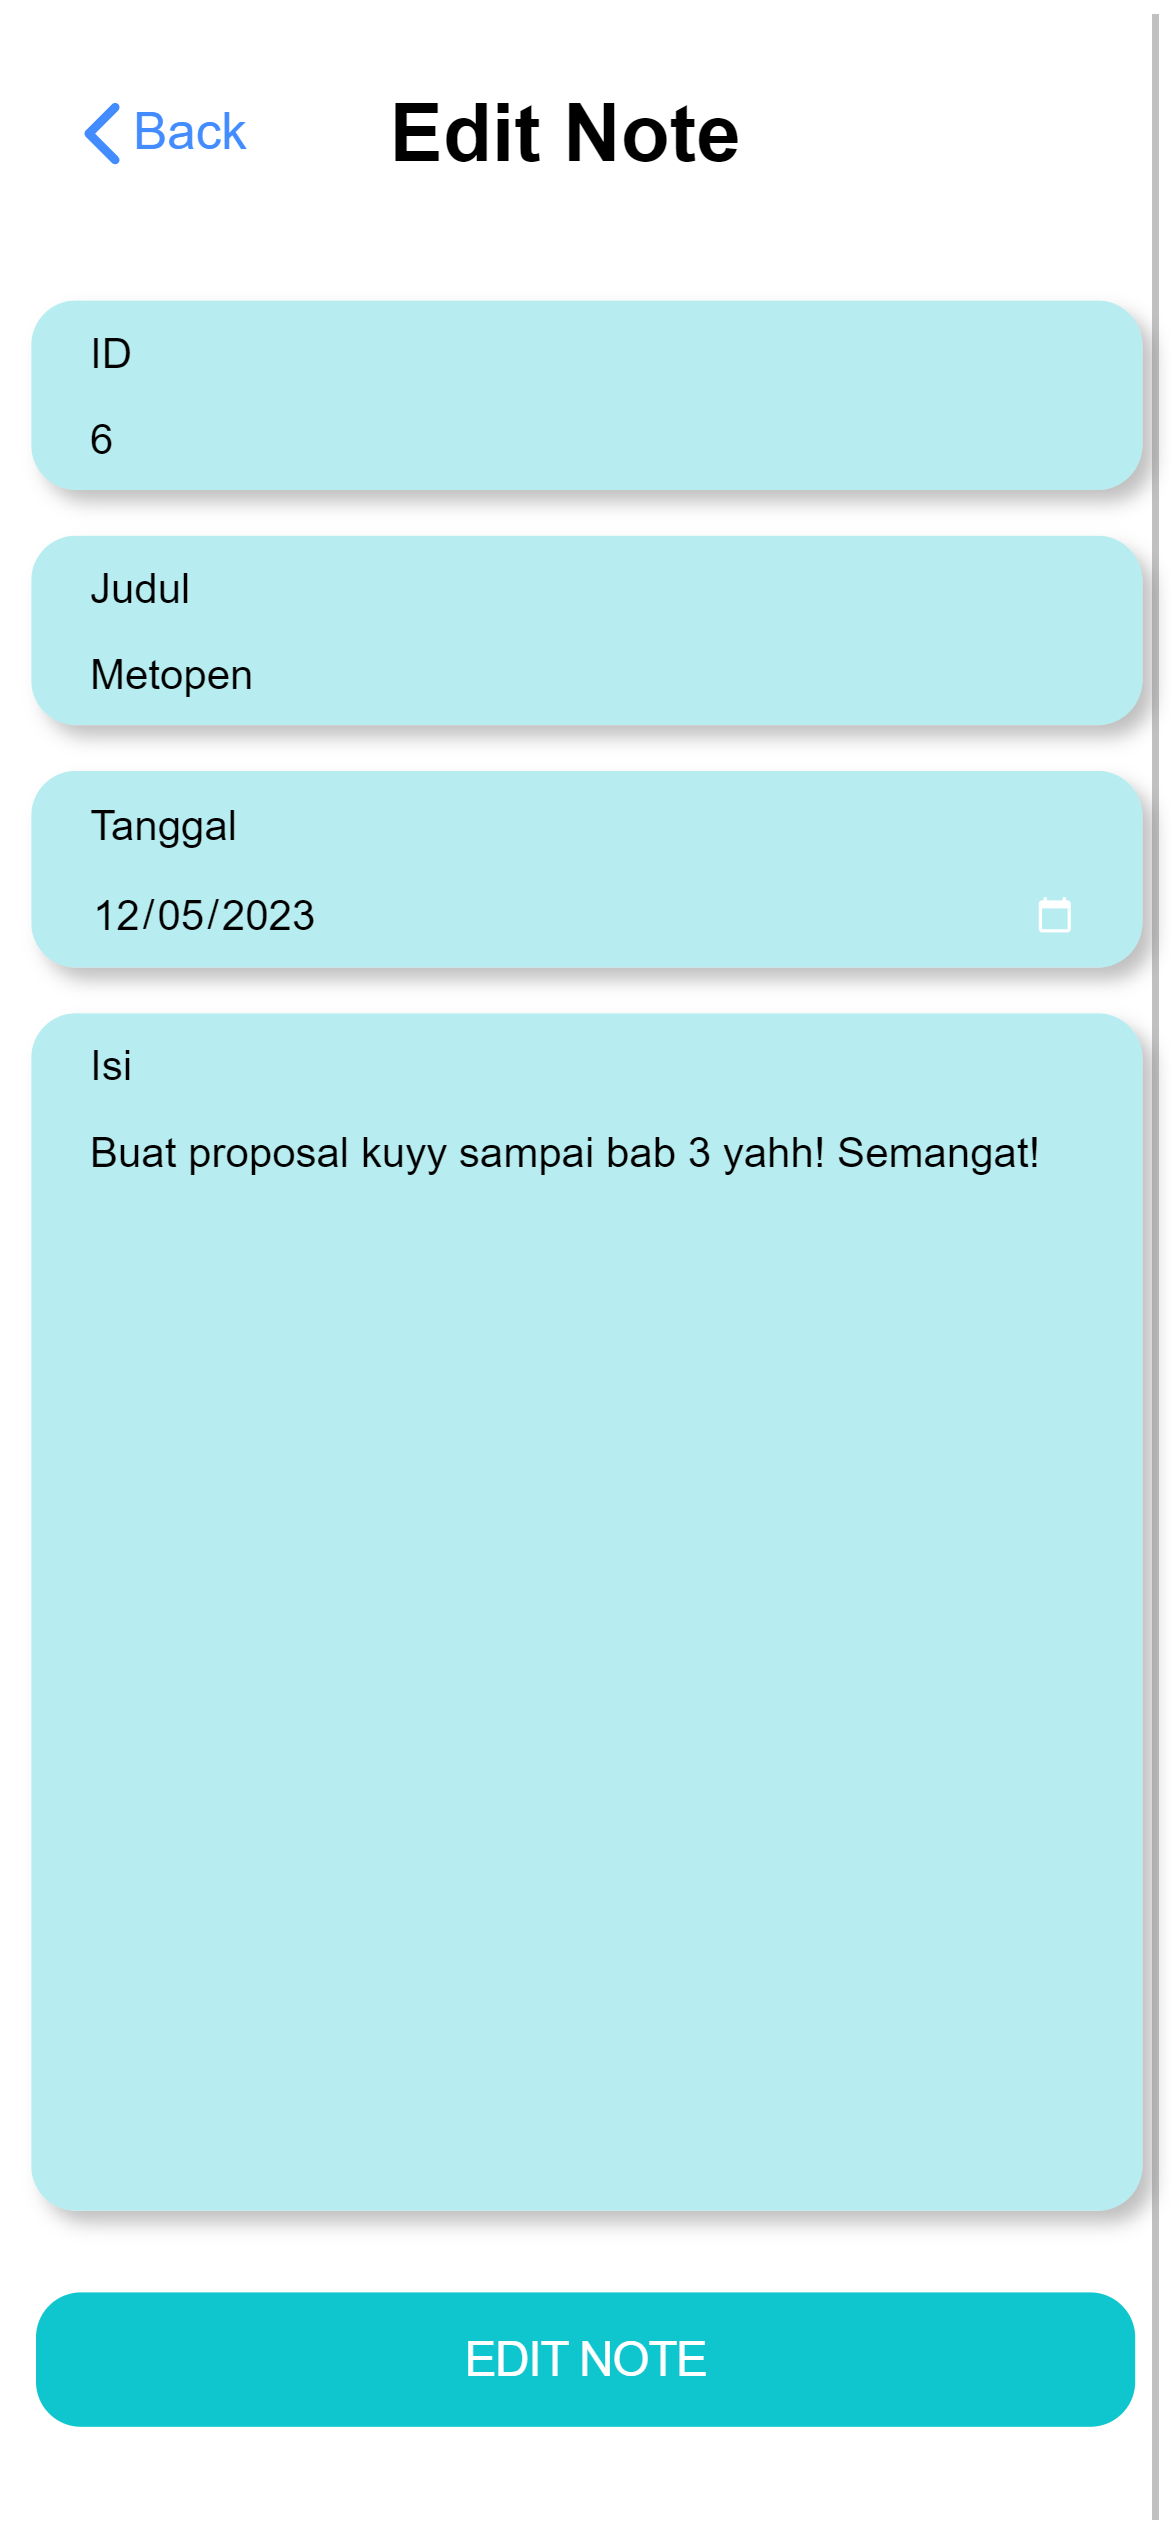 Back
Edit Note
ID
6
Judul
Metopen
Tanggal
12/05/2023
Isi
Buat proposal kuyy sampai bab 3 yahh! Semangat!
EDIT NOTE